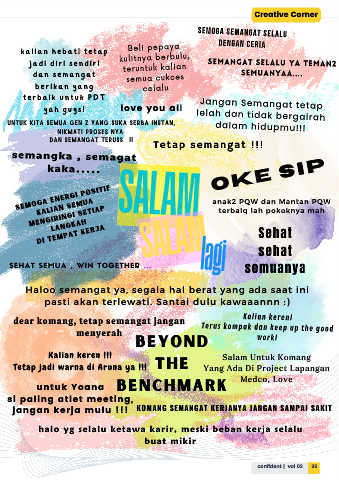 Creative Corner
kalian hebat! tetap
jadi diri sendiri
dan semangat
berikan yang
terbaik untuk PDT
yah guys!
Beli pepaya
kulitnya berbulu,
teruntuk kalian
semua cukces
celalu
love you all
SEMOGA SEMANGAT SELALU
DENGAN CERIA
SEMANGAT SELALU YA TEMAN2
SEMUANYAA....
Jangan Semangat tetap
lelah dan tidak bergairah
dalam hidupmu!!!
UNTUK KITA SEMUA GEN Z YANG SUKA SERBA INSTAN,
NIKMATI PROSES NYA
DAN SEMANGAT TERUSS !!
Tetap semangat !!!
semangka , semagat
kaka.....
OKE SIP
SEMOGA ENERGI POSITIF
KALIAN SEMUA
MENGIRINGI SETIAP
LANGKAH
DI TEMPAT KERJA
SALAM
SALAM
lagi
anak2 PQW dan Mantan PQW
terbaiq lah pokoknya mah
Sehat
sehat
semuanya
SEHAT SEMUA , WIN TOGETHER ...
Haloo semangat ya, segala hal berat yang ada saat ini
pasti akan terlewati. Santai dulu kawaaannn :)
dear komang, tetap semangat jangan
menyerah
Kalian keren!
Terus kompak dan keep up the good
work!
BEYOND
THE
BENCHMARK
Kalian keren !!!
Tetap jadi warna di Aruna ya !!!
Salam Untuk Komang
Yang Ada Di Project Lapangan
Medco, Love
untuk Yoana
si paling atlet meeting,
jangan kerja mulu !!!
KOMANG SEMANGAT KERJANYA JANGAN SAMPAI SAKIT
halo yg selalu ketawa karir, meski beban kerja selalu
buat mikir
confident | vol 03